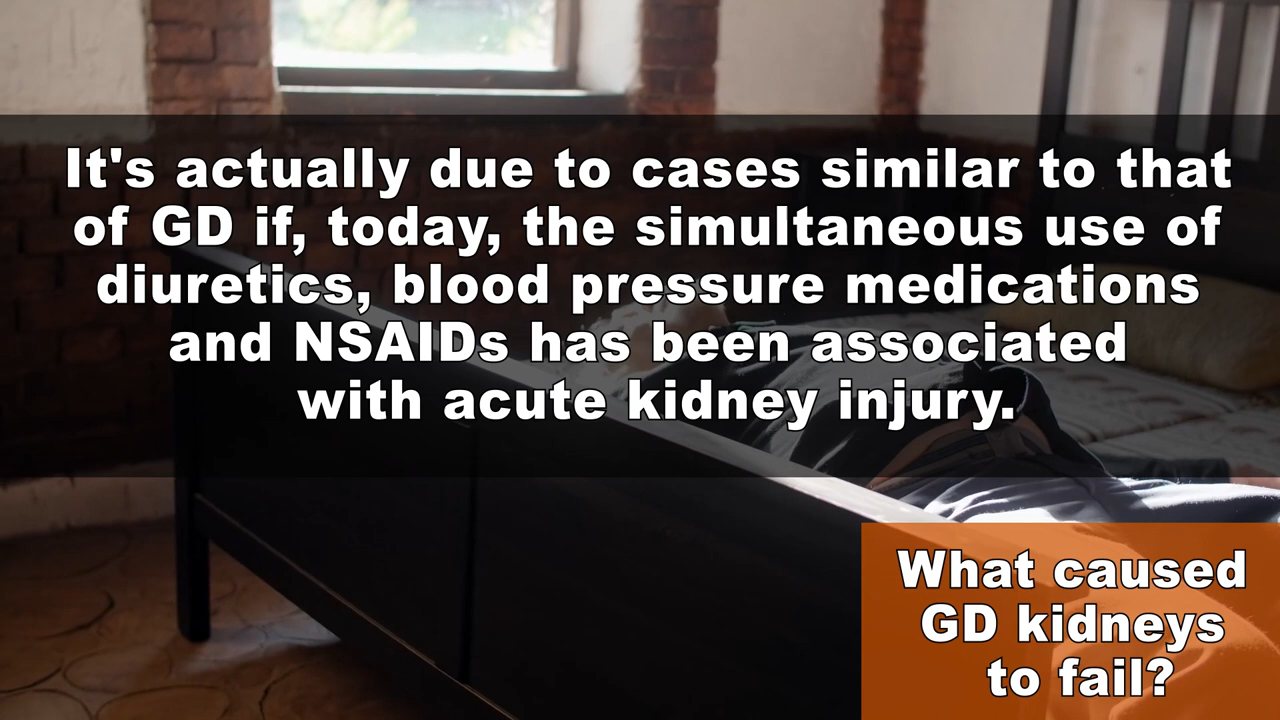 It's actually due to cases similar to that
of GD if, today, the simultaneous use of
diuretics, blood pressure medications
and NSAIDs has been associated
with acute kidney injury.
What caused
GD kidneys
to fail?